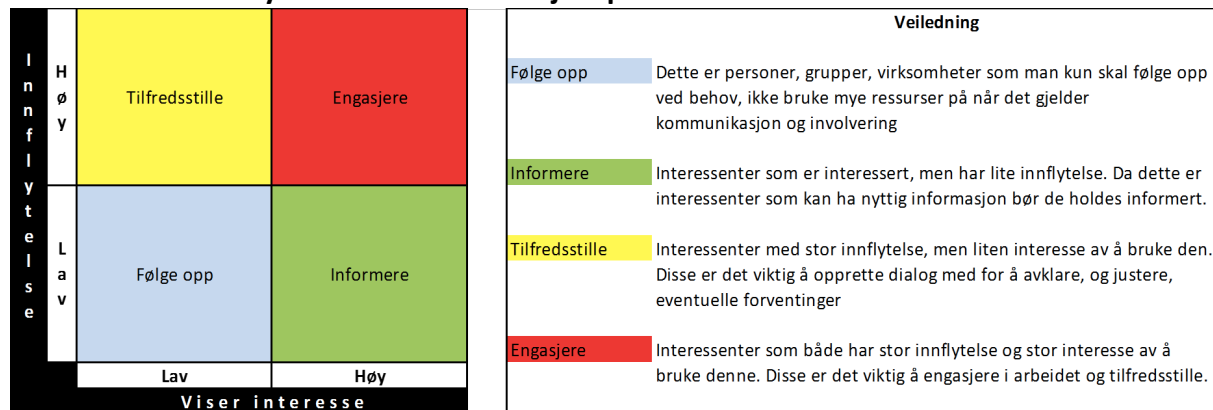 Innflytelse
Høy
Tilfredsstille
Engasjere
Lav
Følge opp
Informere
Lav
Høy
Viser interesse
Veiledning
Følge opp
Dette er personer, grupper, virksomheter som man kun skal følge opp
ved behov, ikke bruke mye ressurser på når det gjelder
kommunikasjon og involvering
Informere
Interessenter som er interessert, men har lite innflytelse. Da dette er
interessenter som kan ha nyttig informasjon bør de holdes informert.
Tilfredsstille
Interessenter med stor innflytelse, men liten interesse av å bruke den.
Disse er det viktig å opprette dialog med for å avklare, og justere,
eventuelle forventinger
Engasjere
Interessenter som både har stor innflytelse og stor interesse av å
bruke denne. Disse er det viktig å engasjere i arbeidet og tilfredsstille.